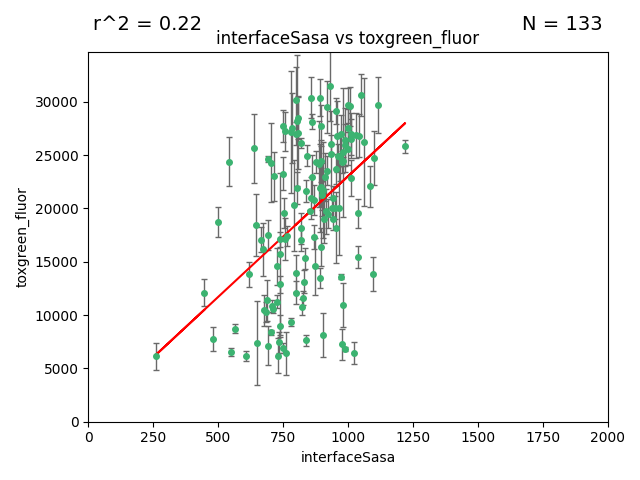 r^2 = 0.22
N = 133
interfaceSasa vs toxgreen_fluor
toxgreen_fluor
30000
25000
20000
15000
10000
5000
0
0 250 500 750 1000 1250 1500 1750 2000
interfaceSasa